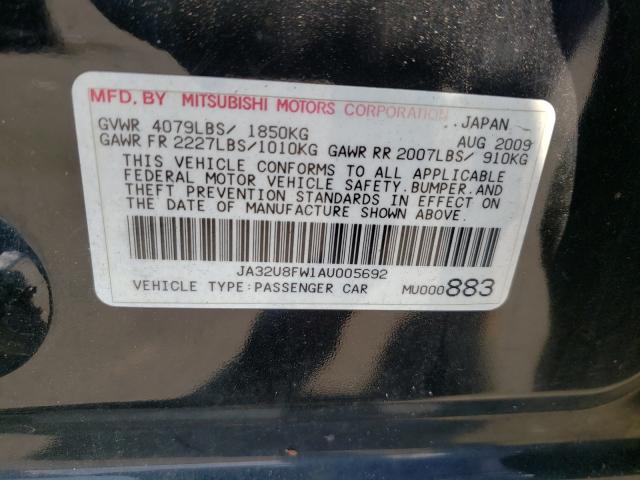 MFD.BY MITSUBISHI MOTORS CORPORATION JAPAN
GVWR 4079LBS/ 1850KG AUG 2009
GAWR FR 2227LBS/1010KG GAWR RR 2007LBS/ 910KG
THIS VEHICLE CONFORMS TO ALL APPLICABLE
FEDERAL MOTOR VEHICLE SAFETY.BUMPER.AND
THEFT PREVENTION STANDARDS IN EFFECT ON
THE DATE OF MANUFACTURE SHOWN ABOVE.
JA32U8FW1AU005692
VEHICLE TYPE:PASSENGER CAR MU000883